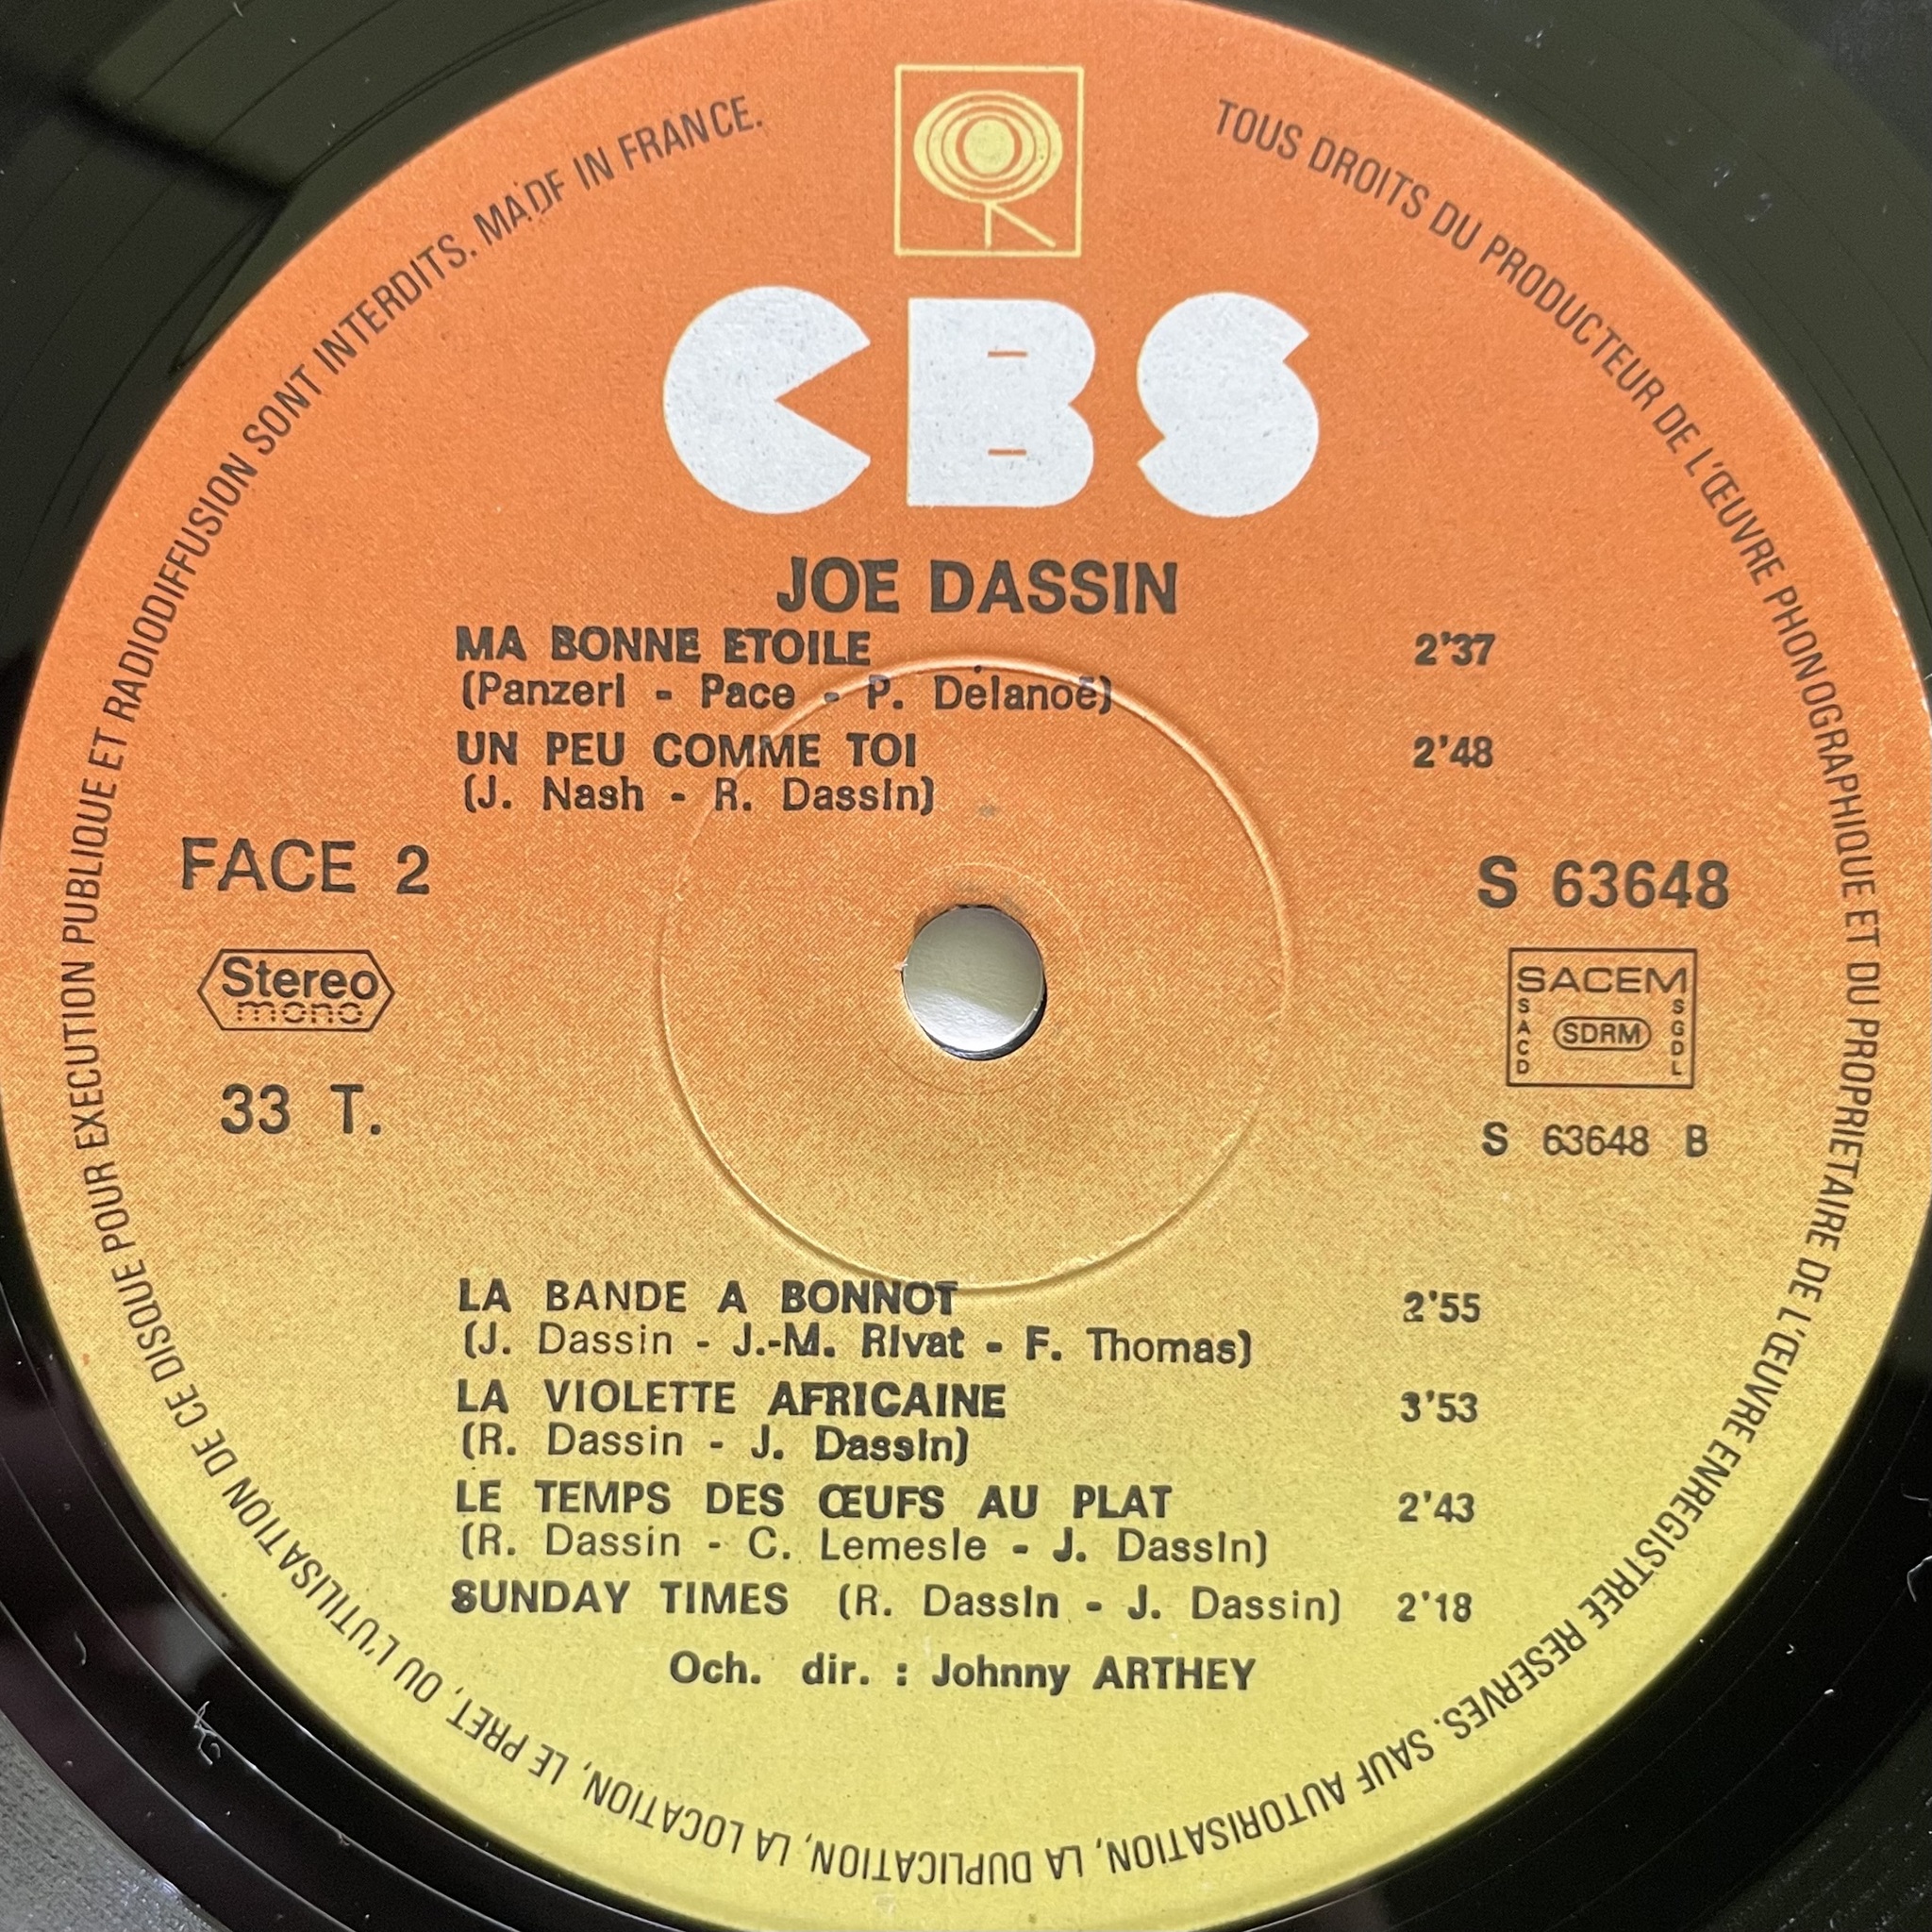 CBS
JOE DASSIN
MA BONNE ETOILE 2'37
(Panzeri - Pace - P. Delanoë)
UN PEU COMME TOI 2'48
(J. Nash - R. Dassin)
FACE 2
S 63648
Stereo
mono
SACEM
SACD
SDRM
SGDL
33 T.
S 63648 B
LA BANDE A BONNOT 2'55
(J. Dassin - J.-M. Rivat - F. Thomas)
LA VIOLETTE AFRICAINE 3'53
(R. Dassin - J. Dassin)
LE TEMPS DES ŒUFS AU PLAT 2'43
(R. Dassin - C. Lemesle - J. Dassin)
SUNDAY TIMES (R. Dassin - J. Dassin) 2'18
Och. dir. : Johnny ARTHEY
TOUS DROITS DU PRODUCTEUR DE L'ŒUVRE PHONOGRAPHIQUE ET DU PROPRIETAIRE DE L'ŒUVRE ENREGISTREE RESERVES. SAUF AUTORISATION, LA DUPLICATION, LA LOCATION, LE PRET, OU L'UTILISATION DE CE DISQUE POUR EXECUTION PUBLIQUE ET RADIODIFFUSION SONT INTERDITS. MADE IN FRANCE.